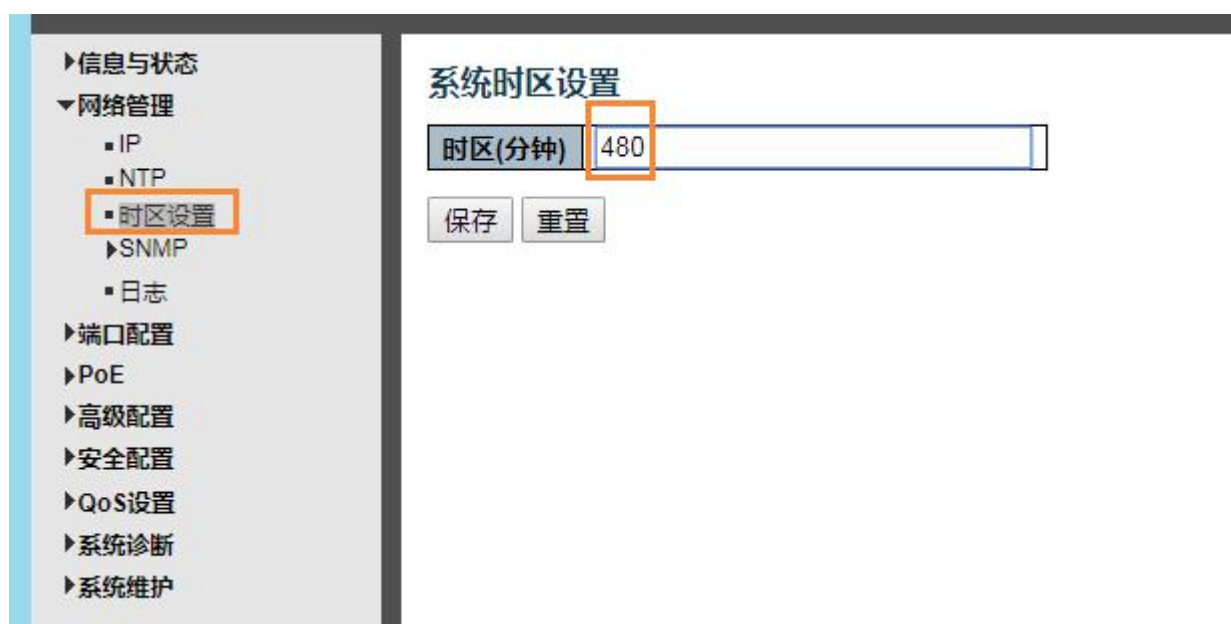 信息与状态
网络管理
IP
NTP
时区设置
SNMP
日志
端口配置
PoE
高级配置
安全配置
QoS设置
系统诊断
系统维护
系统时区设置
时区(分钟) 480
保存 重置